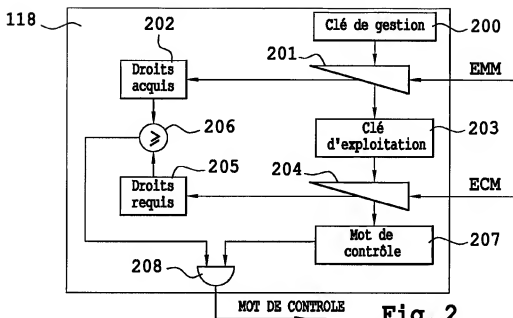 118
202
Clé de gestion
200
201
EMM
Droits
acquis
206
≥
Clé
d'exploitation
203
205
204
ECM
Droits
requis
Mot de
contrôle
207
208
MOT DE CONTROLE
Fig 2